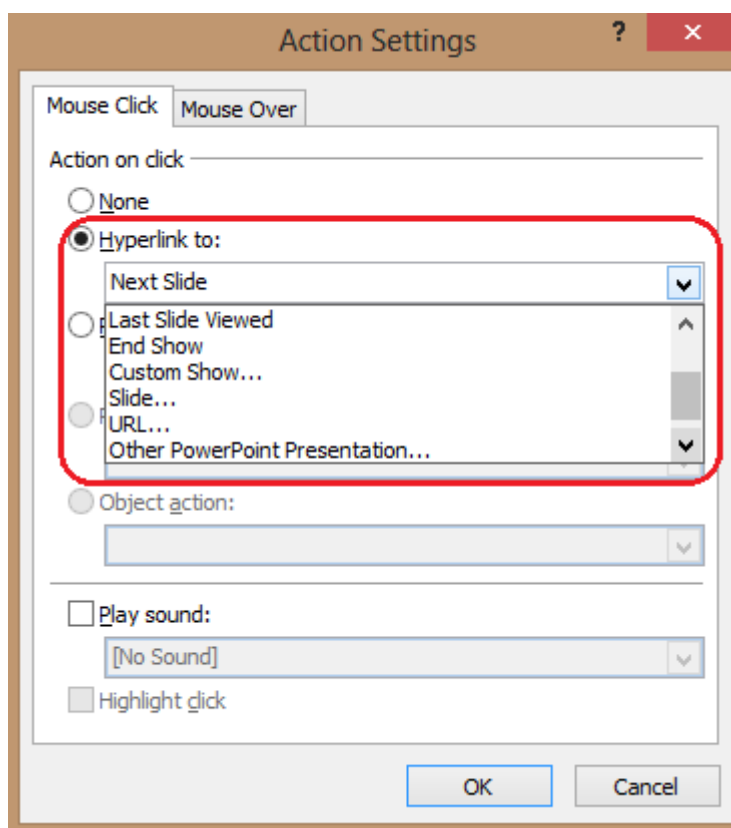 Action Settings
?
Mouse Click
Mouse Over
Action on click
None
Hyperlink to:
Next Slide
Last Slide Viewed
End Show
Custom Show...
Slide...
URL...
Other PowerPoint Presentation...
Object action:
Play sound:
[No Sound]
Highlight click
OK
Cancel